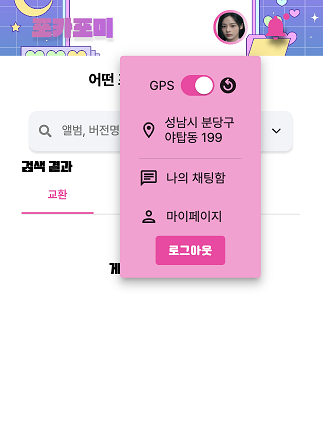 포카포미
어떤
GPS
앨범, 버전명
성남시 분당구
야탑동 199
검색 결과
교환
나의 채팅함
마이페이지
로그아웃